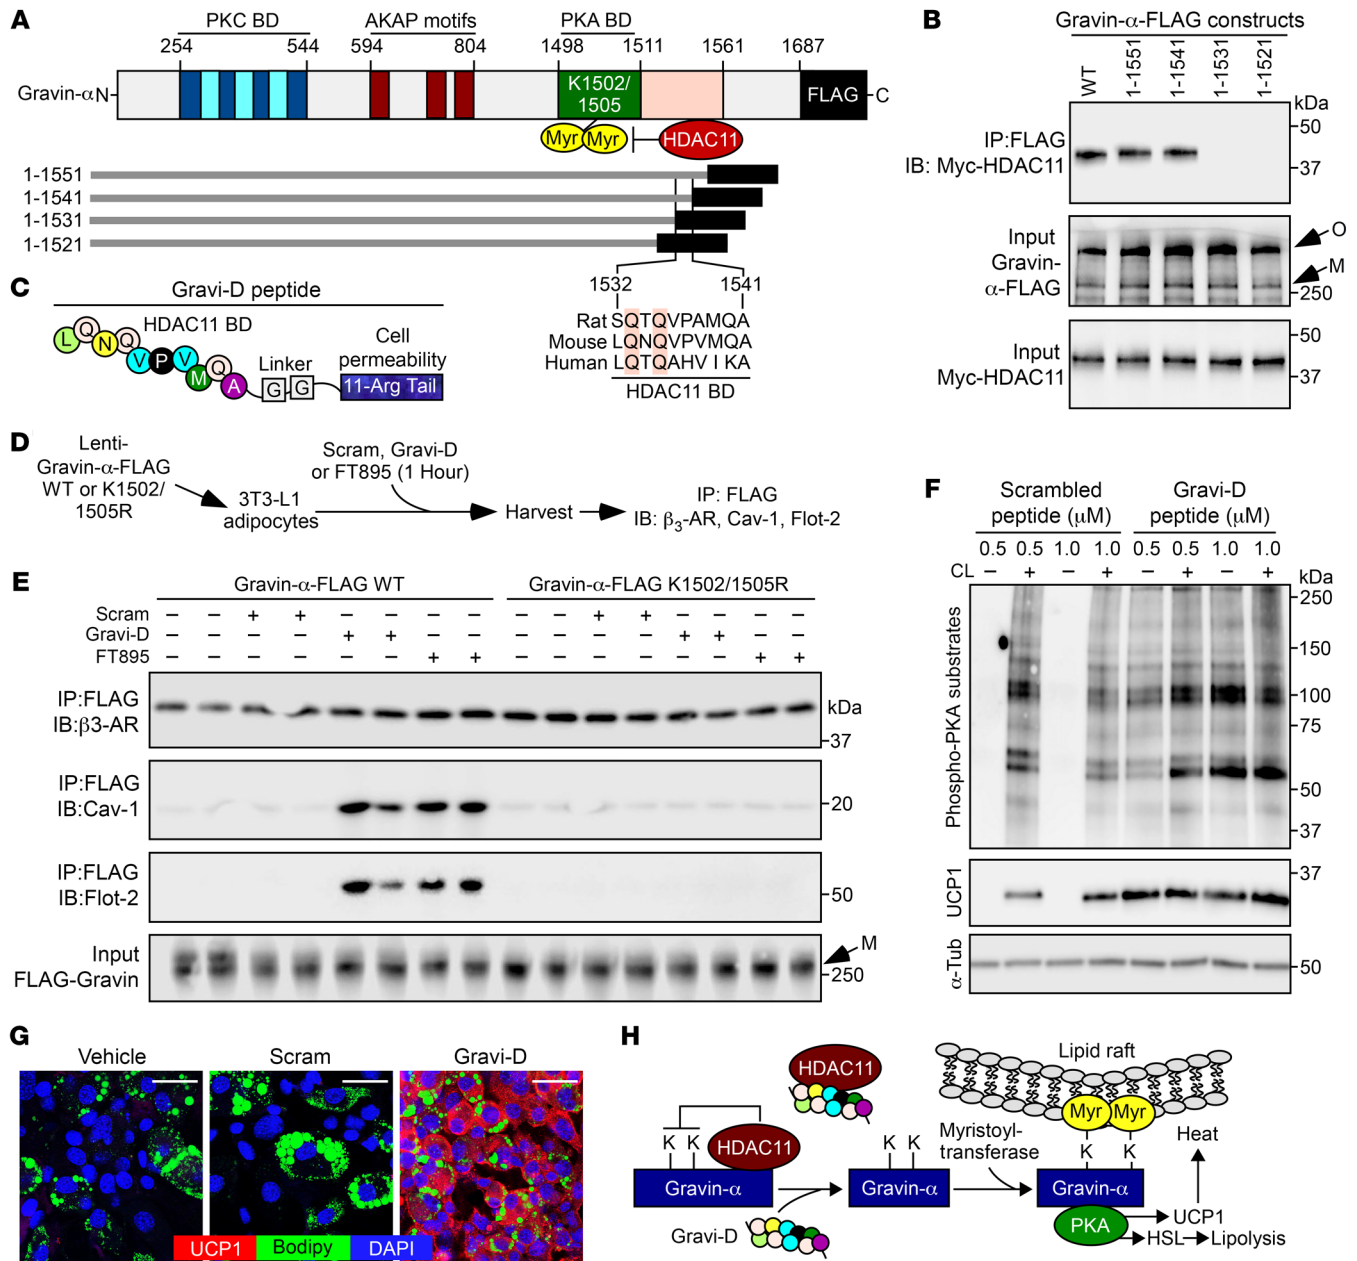 A
PKC BD
AKAP motifs
PKA BD
254
544
594
804
1498
1511
1561
1687
Gravin-α
N
K1502/
1505
FLAG
C
Myr
Myr
HDAC11
1-1551
1-1541
1-1531
1-1521
1532
1541
Rat SQTQVPAMQA
Mouse LQNQVPVMQA
Human LQTQAHVIKA
HDAC11 BD
B
Gravin-α-FLAG constructs
WT
1-1551
1-1541
1-1531
1-1521
kDa
IP:FLAG
IB: Myc-HDAC11
50
37
Input
Gravin-
α-FLAG
O
M
250
Input
Myc-HDAC11
50
37
C
Gravi-D peptide
HDAC11 BD
L Q N Q V P V M Q A
Linker
G G
Cell
permeability
11-Arg Tail
D
Lenti-
Gravin-α-FLAG
WT or K1502/
1505R
3T3-L1
adipocytes
Scram, Gravi-D
or FT895 (1 Hour)
Harvest
IP: FLAG
IB: β3-AR, Cav-1, Flot-2
E
Gravin-α-FLAG WT
Gravin-α-FLAG K1502/1505R
Scram − − + + − − − − − − + + − − − −
Gravi-D − − − − + + − − − − − − + + − −
FT895 − − − − − − + + − − − − − − + +
IP:FLAG
IB:β3-AR
kDa
37
IP:FLAG
IB:Cav-1
20
IP:FLAG
IB:Flot-2
50
Input
FLAG-Gravin
M
250
F
Scrambled
peptide (μM)
Gravi-D
peptide (μM)
0.5 0.5 1.0 1.0 0.5 0.5 1.0 1.0
CL − + − + − + − +
kDa
Phospho-PKA substrates
250
150
100
75
50
37
UCP1
37
α-Tub
50
G
Vehicle
Scram
Gravi-D
UCP1
Bodipy
DAPI
H
HDAC11
K K
HDAC11
Gravin-α
Gravi-D
K K
Gravin-α
Myristoyl-
transferase
Lipid raft
Myr
Myr
K K
Gravin-α
PKA
Heat
UCP1
HSL
Lipolysis